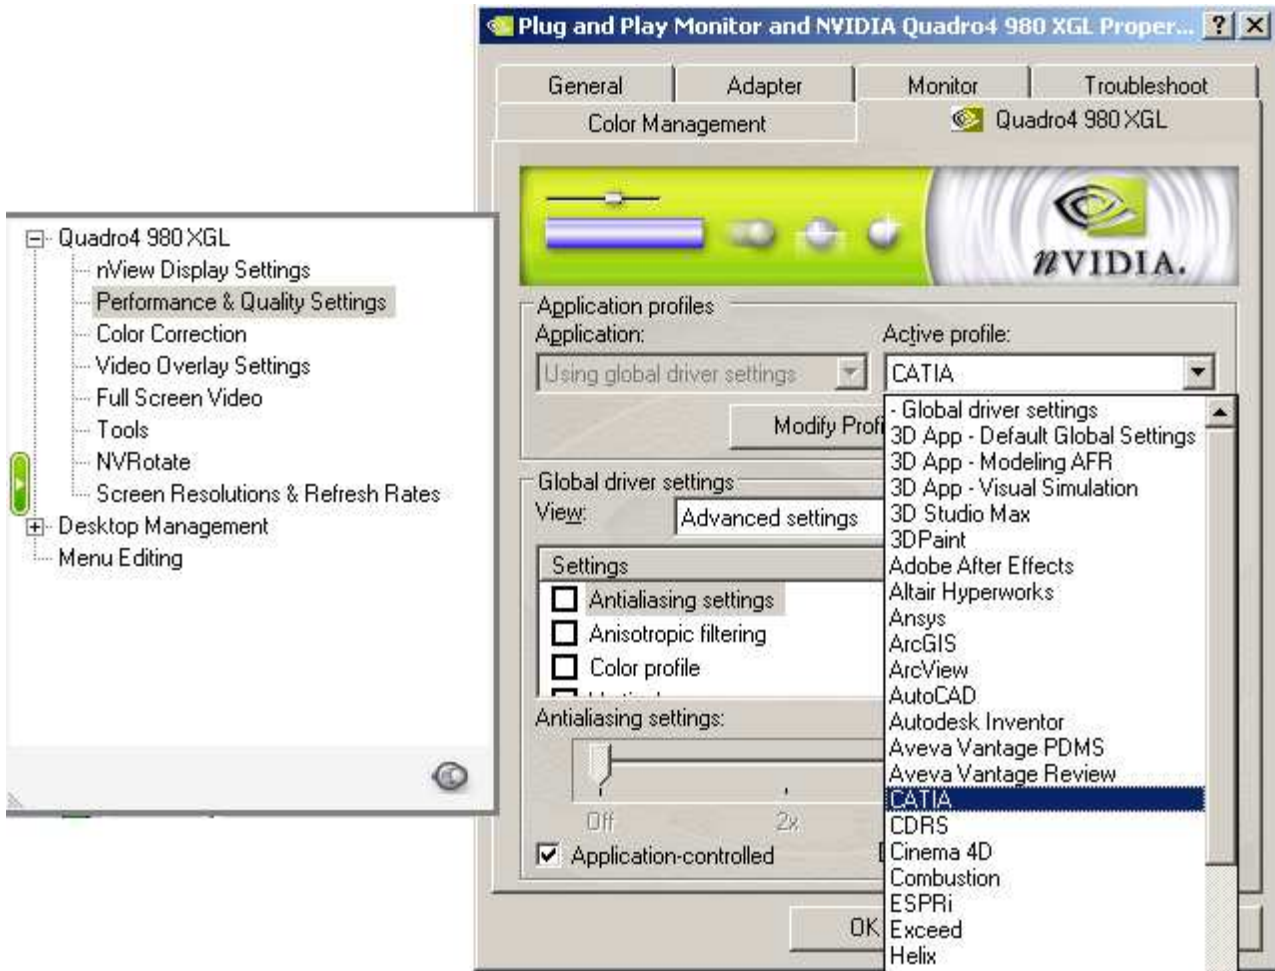 Plug and Play Monitor and NVIDIA Quadro4 980 XGL Proper... ? X
General Adapter Monitor Troubleshoot
Color Management Quadro4 980 XGL
nVIDIA.
Quadro4 980 XGL
nView Display Settings
Performance & Quality Settings
Color Correction
Video Overlay Settings
Full Screen Video
Tools
NVRotate
Screen Resolutions & Refresh Rates
Desktop Management
Menu Editing
Application profiles
Application: Active profile:
Using global driver settings CATIA
Modify Profi
Global driver settings
View: Advanced settings
Settings
Antialiasing settings
Anisotropic filtering
Color profile
Antialiasing settings:
Off 2x
Application-controlled
OK
- Global driver settings
3D App - Default Global Settings
3D App - Modeling AFR
3D App - Visual Simulation
3D Studio Max
3DPaint
Adobe After Effects
Altair Hyperworks
Ansys
ArcGIS
ArcView
AutoCAD
Autodesk Inventor
Aveva Vantage PDMS
Aveva Vantage Review
CATIA
CDRS
Cinema 4D
Combustion
ESPRi
Exceed
Helix